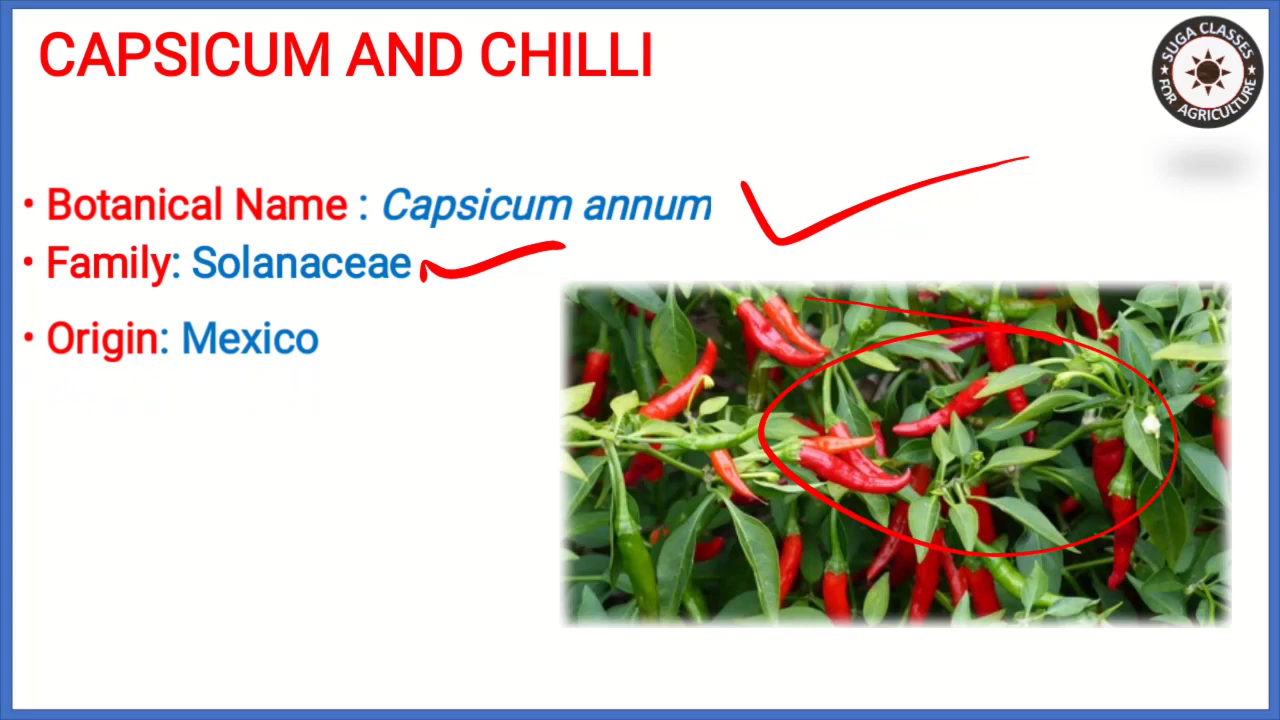 CAPSICUM AND CHILLI
SUGA CLASSES
FOR AGRICULTURE
• Botanical Name : Capsicum annum
• Family: Solanaceae
• Origin: Mexico